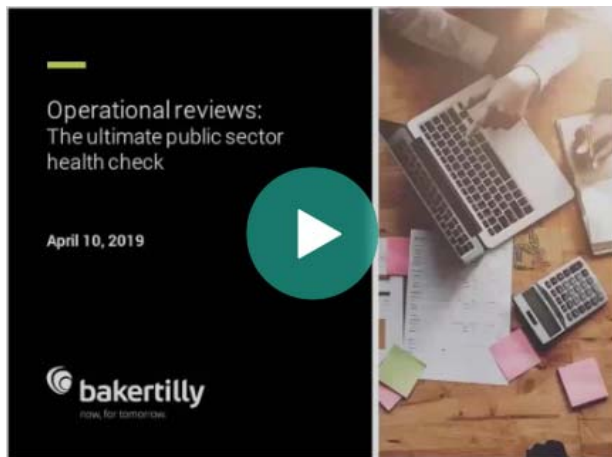 Operational reviews:
The ultimate public sector
health check
April 10, 2019
bakertilly
now, for tomorrow.